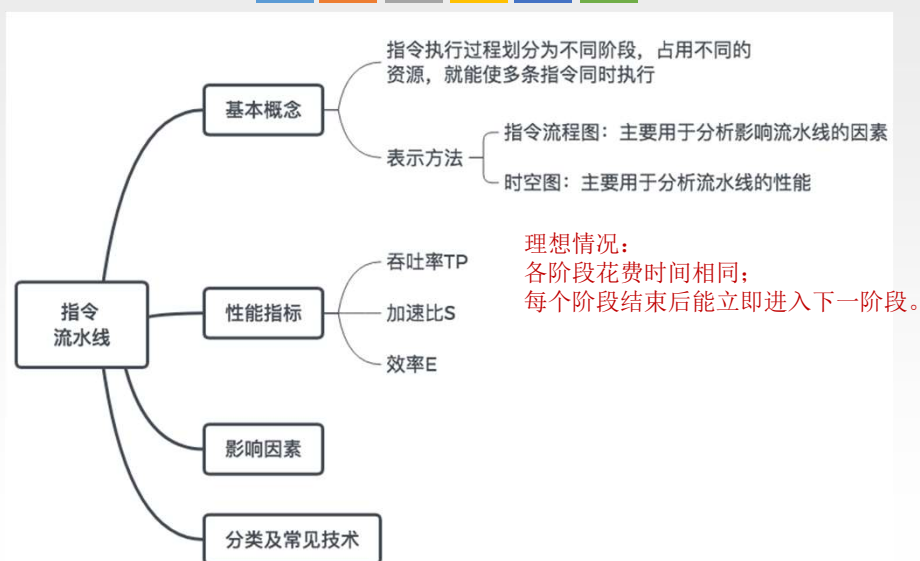 指令执行过程划分为不同阶段，占用不同的
资源，就能使多条指令同时执行
基本概念
指令流程图：主要用于分析影响流水线的因素
表示方法
时空图：主要用于分析流水线的性能
理想情况：
各阶段花费时间相同；
每个阶段结束后能立即进入下一阶段。
吞吐率TP
指令
流水线
性能指标
加速比S
效率E
影响因素
分类及常见技术